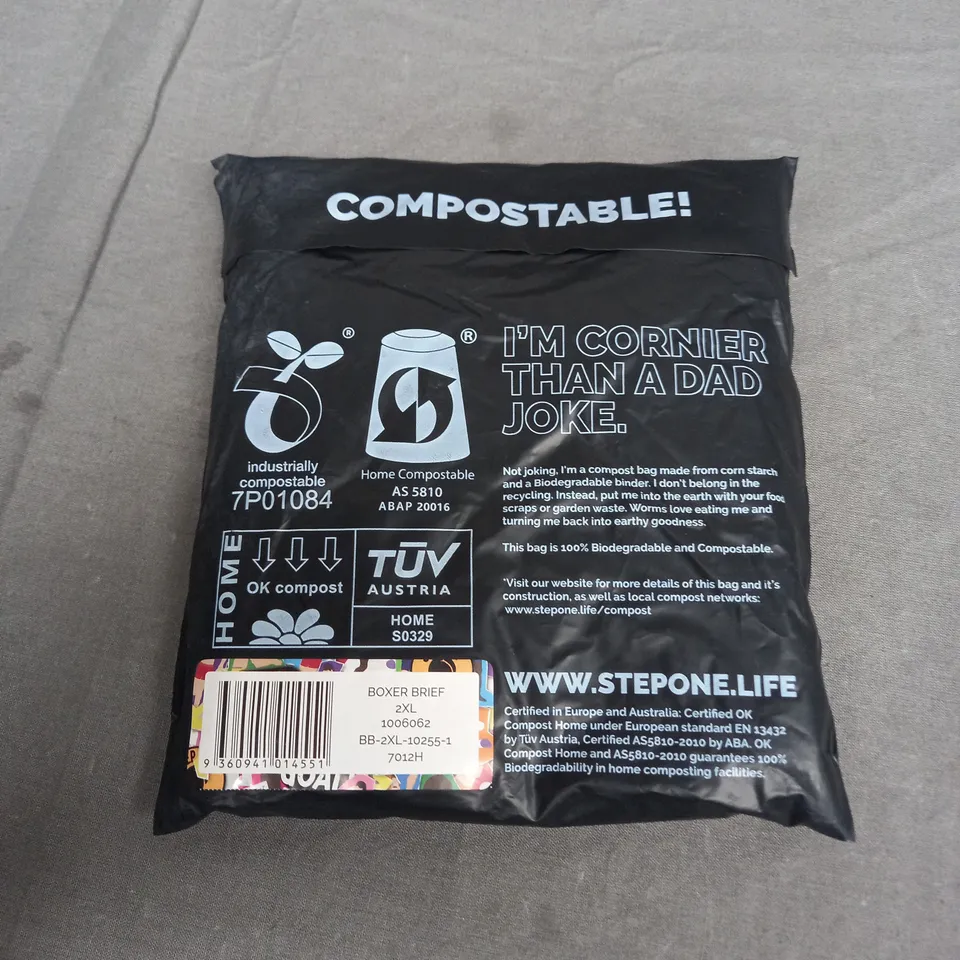 COMPOSTABLE!
®
industrially
compostable
7P01084
®
Home Compostable
AS 5810
ABAP 20016
I'M CORNIER
THAN A DAD
JOKE.
Not joking, I'm a compost bag made from corn starch
and a Biodegradable binder. I don't belong in the
recycling. Instead, put me into the earth with your food
scraps or garden waste. Worms love eating me and
turning me back into earthy goodness.
This bag is 100% Biodegradable and Compostable.
*Visit our website for more details of this bag and it's
construction, as well as local compost networks:
www.stepone.life/compost
HOME
OK compost
TÜV
AUSTRIA
HOME
S0329
BOXER BRIEF
2XL
1006062
BB-2XL-10255-1
7012H
9 360941 014551
WWW.STEPONE.LIFE
Certified in Europe and Australia: Certified OK
Compost Home under European standard EN 13432
by Tüv Austria, Certified AS5810-2010 by ABA. OK
Compost Home and AS5810-2010 guarantees 100%
Biodegradability in home composting facilities.